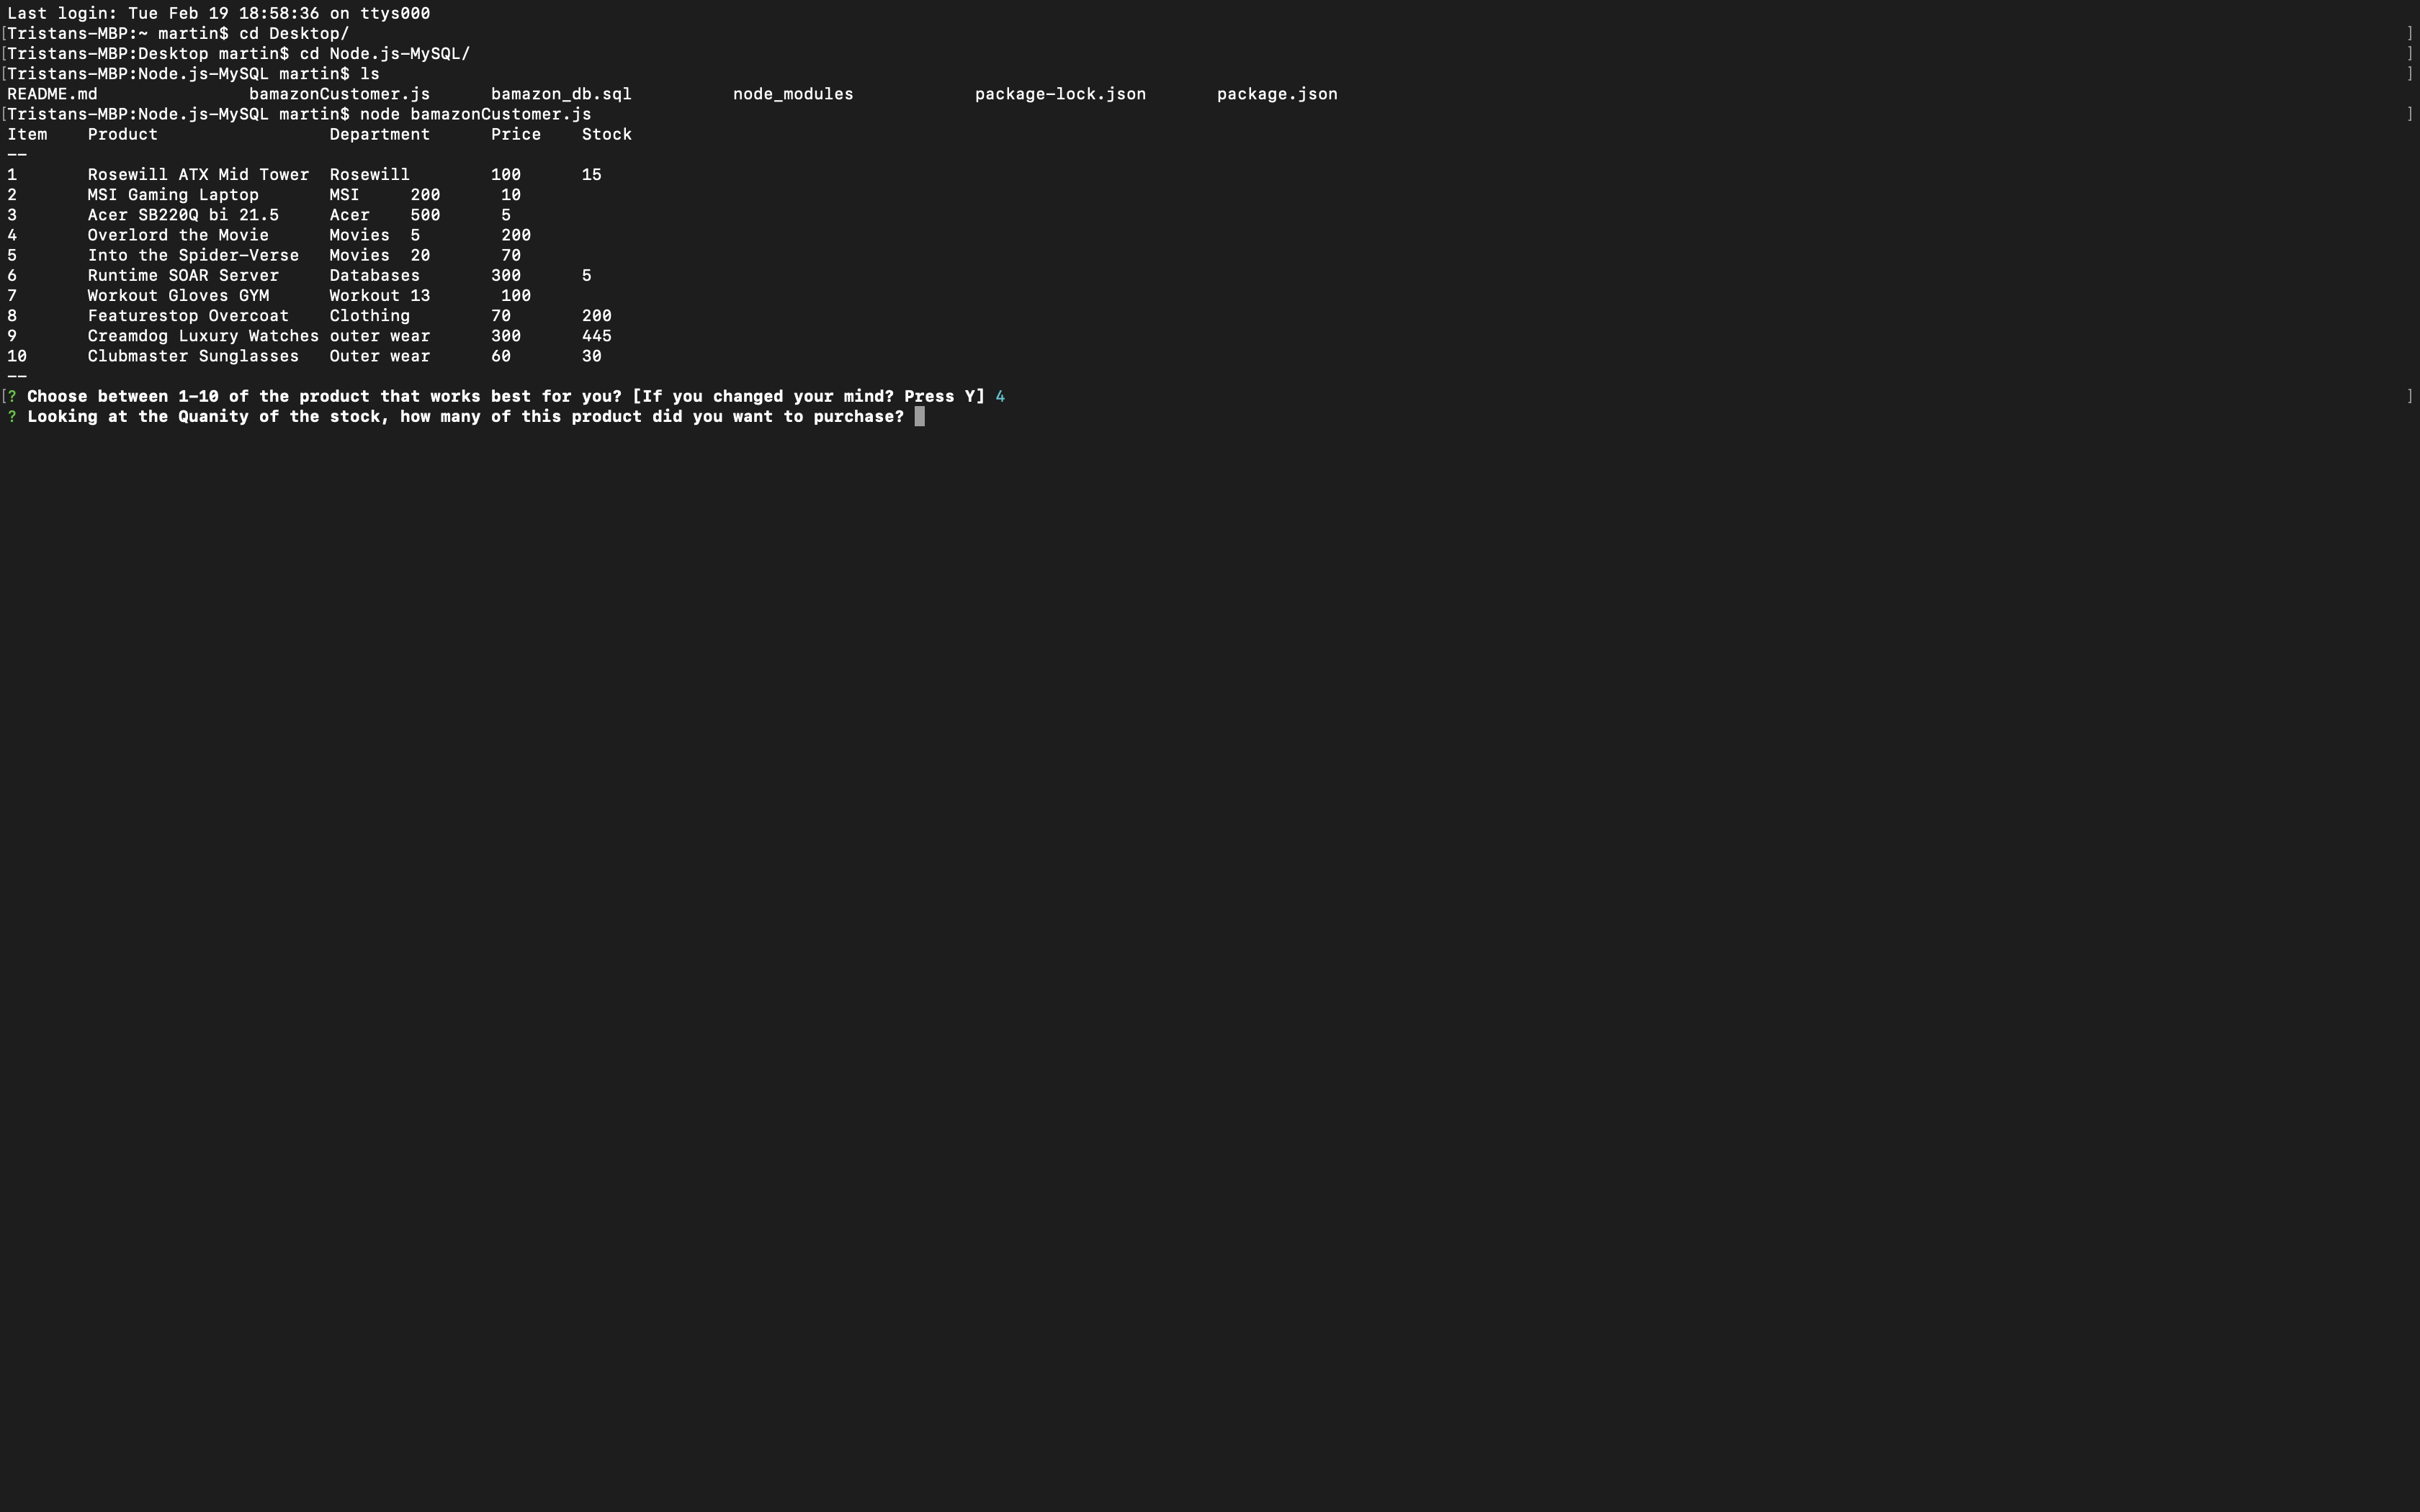 Last login: Tue Feb 19 18:58:36 on ttys000
[Tristans-MBP:~ martin$ cd Desktop/ ]
[Tristans-MBP:Desktop martin$ cd Node.js-MySQL/ ]
[Tristans-MBP:Node.js-MySQL martin$ ls ]
README.md bamazonCustomer.js bamazon_db.sql node_modules package-lock.json package.json
[Tristans-MBP:Node.js-MySQL martin$ node bamazonCustomer.js ]
Item Product Department Price Stock
--
1 Rosewill ATX Mid Tower Rosewill 100 15
2 MSI Gaming Laptop MSI 200 10
3 Acer SB220Q bi 21.5 Acer 500 5
4 Overlord the Movie Movies 5 200
5 Into the Spider-Verse Movies 20 70
6 Runtime SOAR Server Databases 300 5
7 Workout Gloves GYM Workout 13 100
8 Featurestop Overcoat Clothing 70 200
9 Creamdog Luxury Watches outer wear 300 445
10 Clubmaster Sunglasses Outer wear 60 30
--
[? Choose between 1-10 of the product that works best for you? [If you changed your mind? Press Y] 4 ]
? Looking at the Quanity of the stock, how many of this product did you want to purchase?